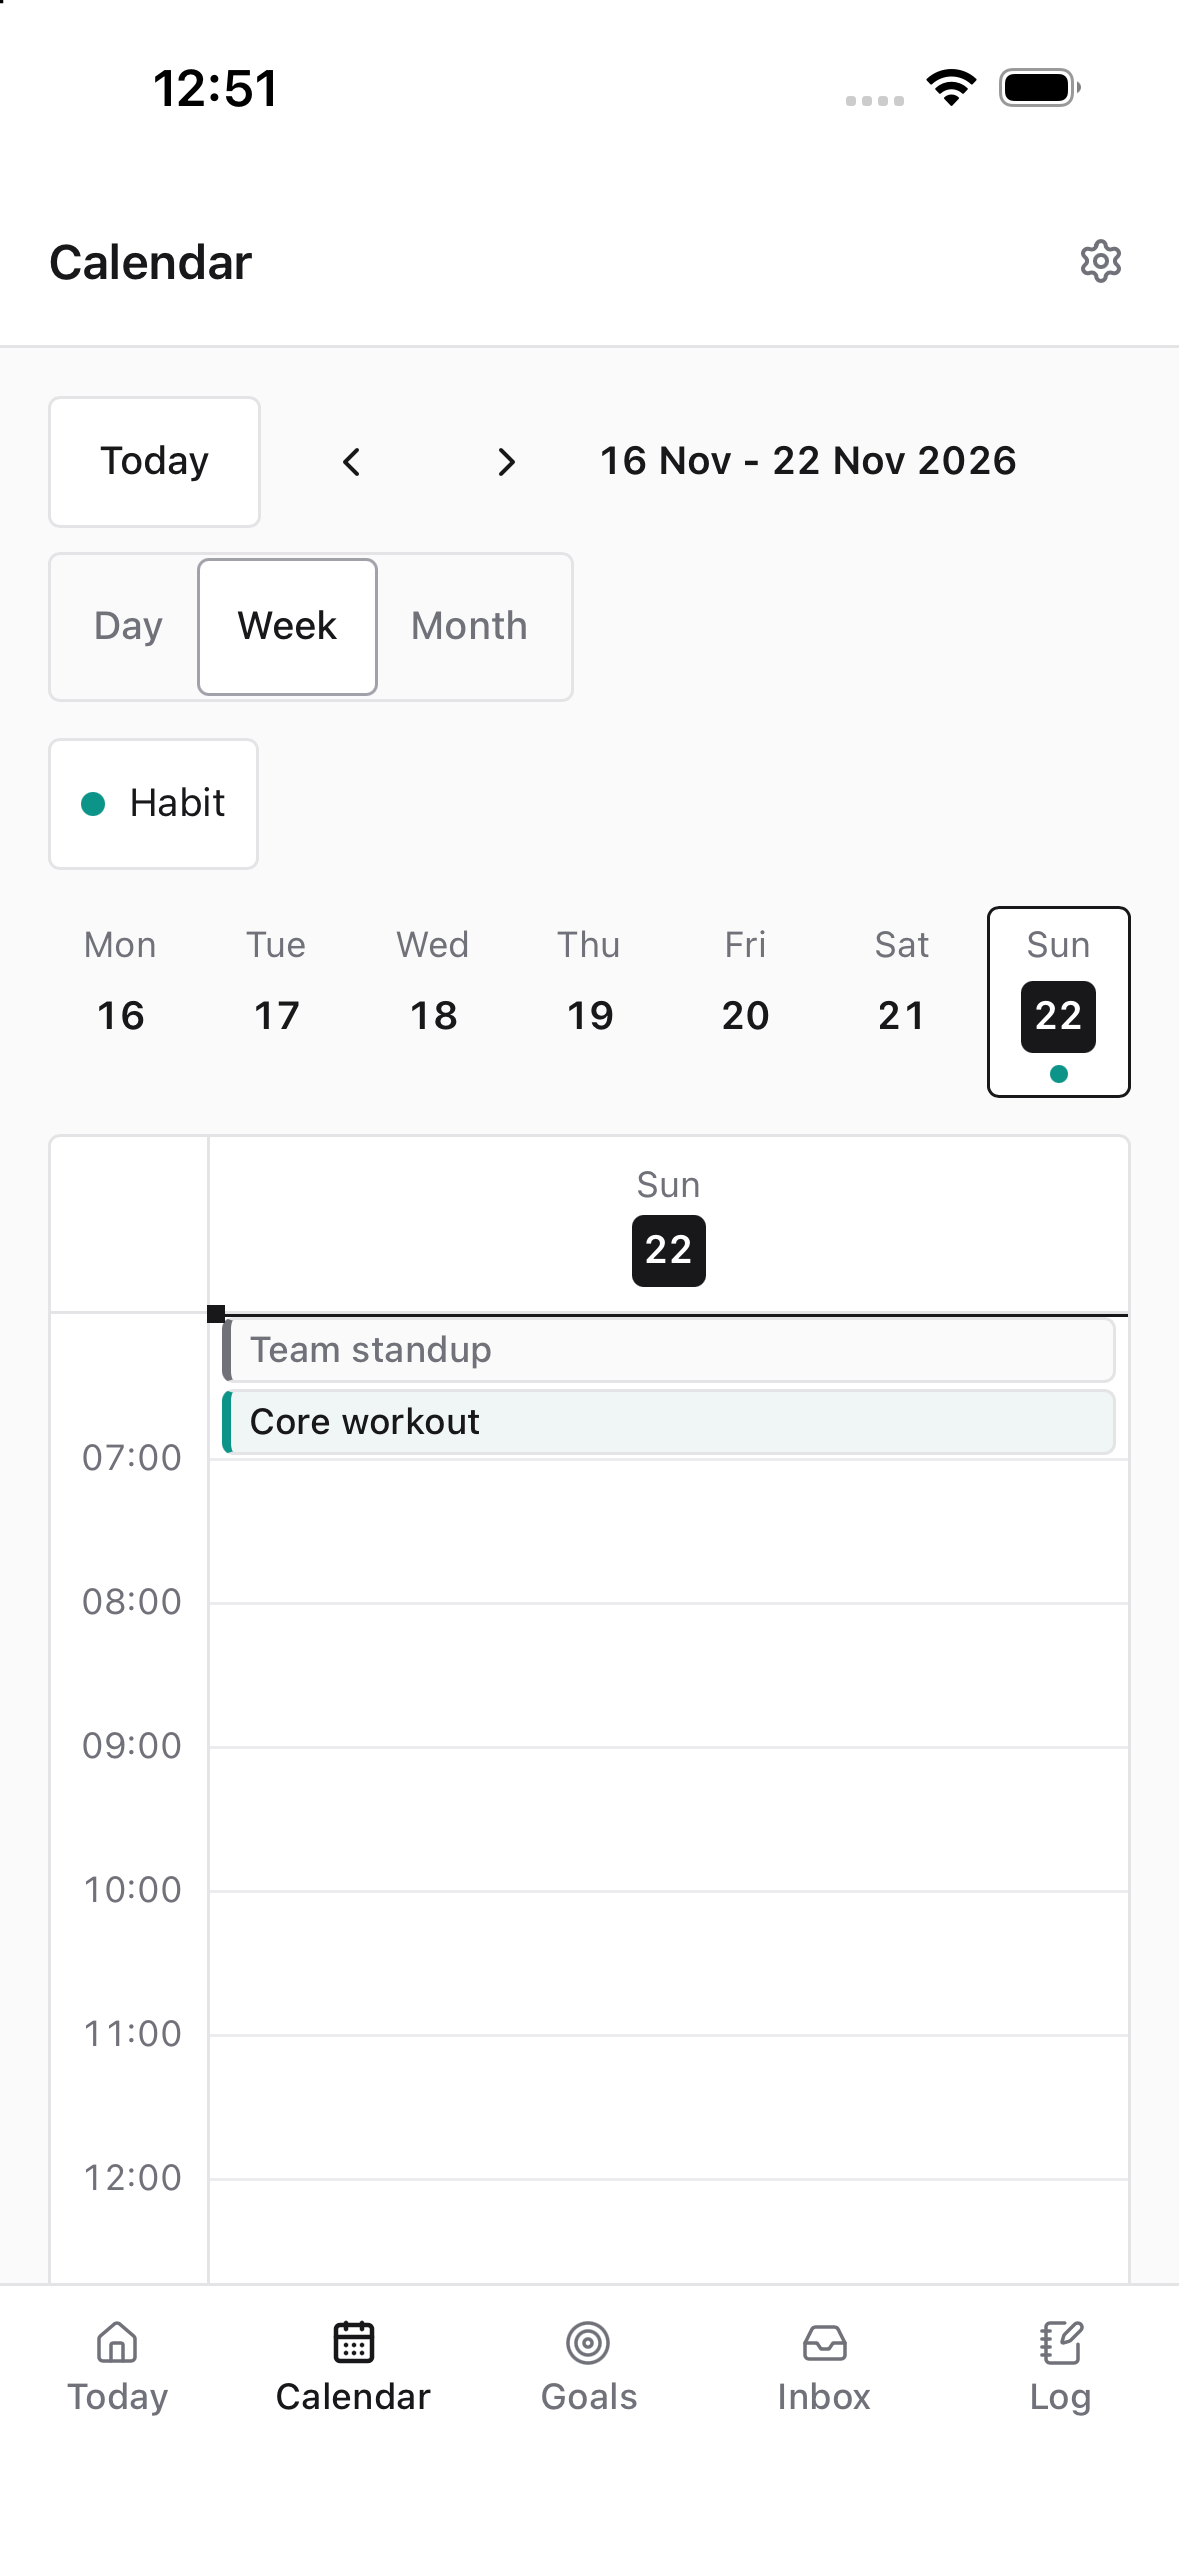 12:51
Calendar
Today
16 Nov - 22 Nov 2026
Day Week Month
Habit
Mon Tue Wed Thu Fri Sat Sun
16 17 18 19 20 21 22
Sun
22
Team standup
Core workout
07:00
08:00
09:00
10:00
11:00
12:00
Today Calendar Goals Inbox Log